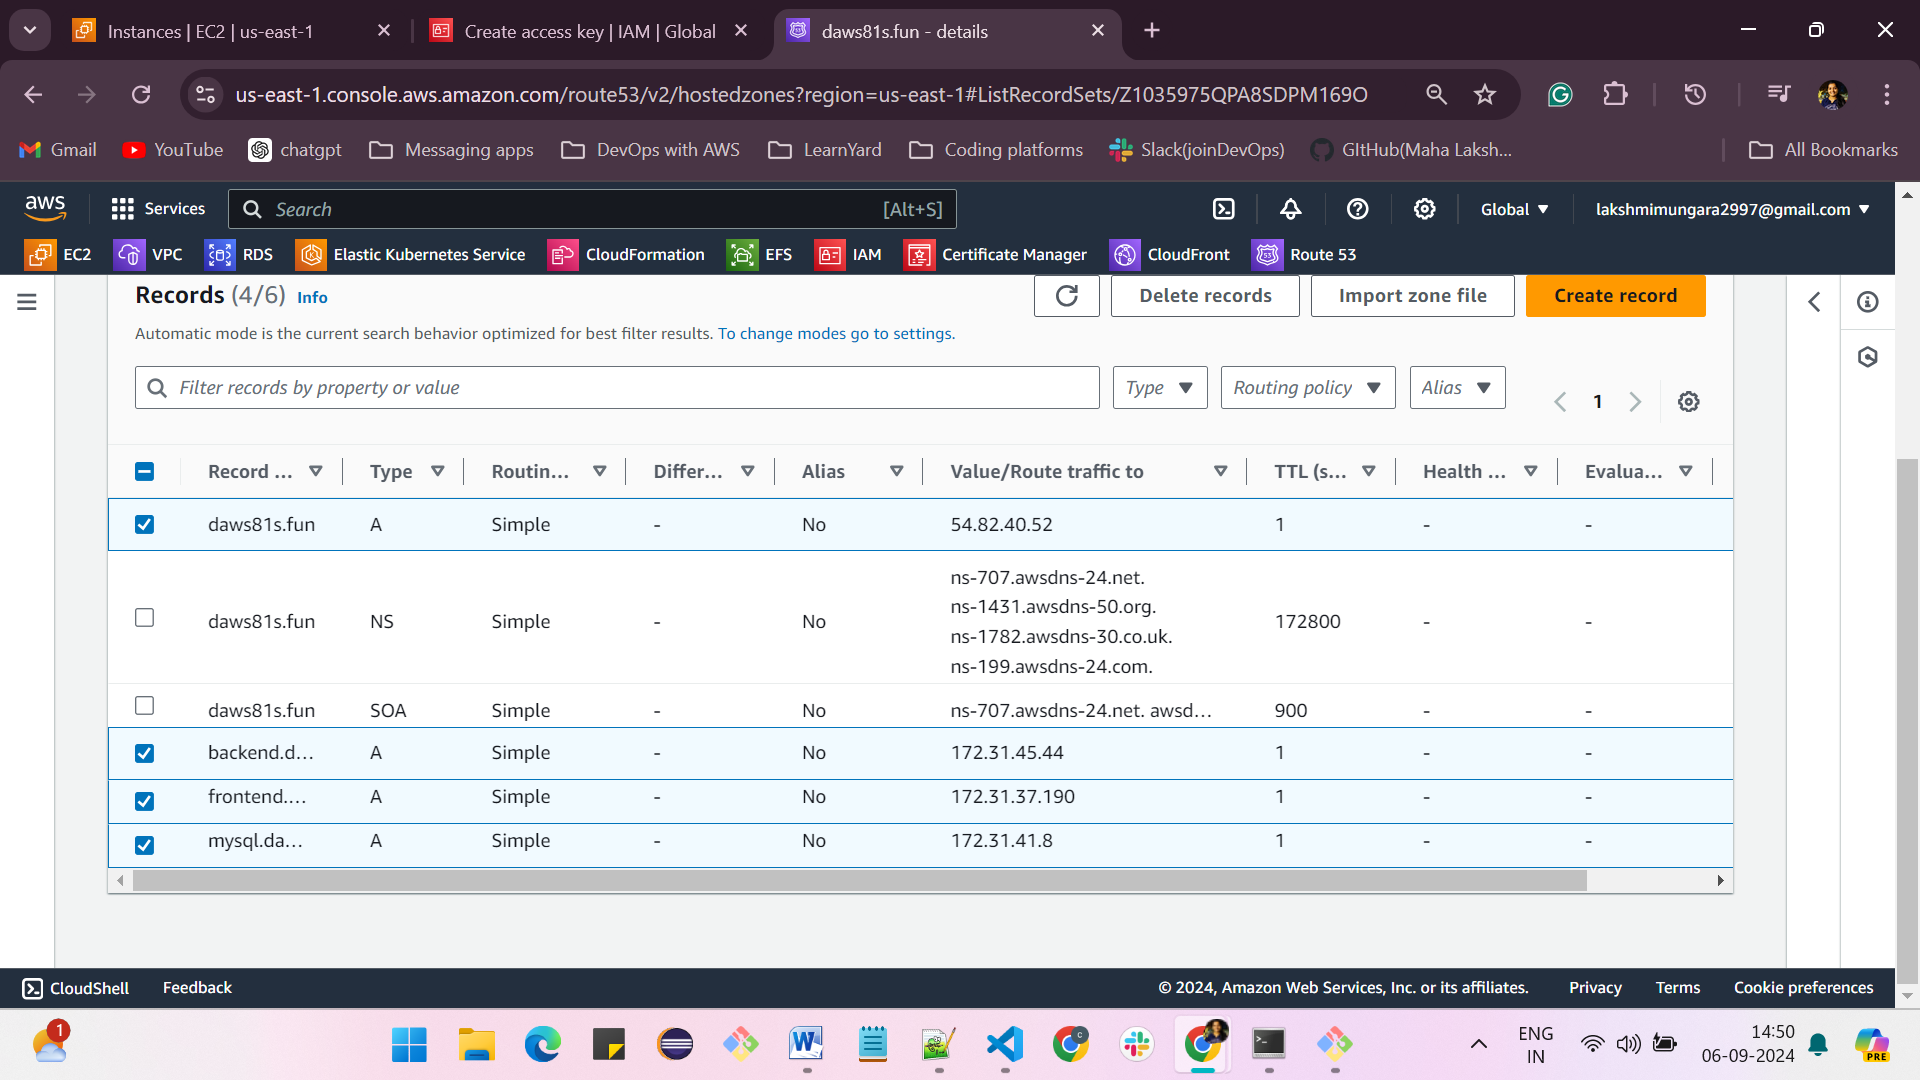 Instances | EC2 | us-east-1
Create access key | IAM | Global
daws81s.fun - details
us-east-1.console.aws.amazon.com/route53/v2/hostedzones?region=us-east-1#ListRecordSets/Z1035975QPA8SDPM169O
Gmail
YouTube
chatgpt
Messaging apps
DevOps with AWS
LearnYard
Coding platforms
Slack(joinDevOps)
GItHub(Maha Laksh...
All Bookmarks
aws
Services
Search
[Alt+S]
Global
lakshmimungara2997@gmail.com
EC2
VPC
RDS
Elastic Kubernetes Service
CloudFormation
EFS
IAM
Certificate Manager
CloudFront
Route 53
Records (4/6) Info
Delete records
Import zone file
Create record
Automatic mode is the current search behavior optimized for best filter results. To change modes go to settings.
Filter records by property or value
Type
Routing policy
Alias
1
Record ... Type Routin... Differ... Alias Value/Route traffic to TTL (s... Health ... Evalua...
daws81s.fun A Simple - No 54.82.40.52 1 - -
ns-707.awsdns-24.net.
ns-1431.awsdns-50.org.
daws81s.fun NS Simple - No 172800 - -
ns-1782.awsdns-30.co.uk.
ns-199.awsdns-24.com.
daws81s.fun SOA Simple - No ns-707.awsdns-24.net. awsd... 900 - -
backend.d... A Simple - No 172.31.45.44 1 - -
frontend.... A Simple - No 172.31.37.190 1 - -
mysql.da... A Simple - No 172.31.41.8 1 - -
CloudShell
Feedback
© 2024, Amazon Web Services, Inc. or its affiliates.
Privacy
Terms
Cookie preferences
1
ENG
IN
14:50
06-09-2024
PRE